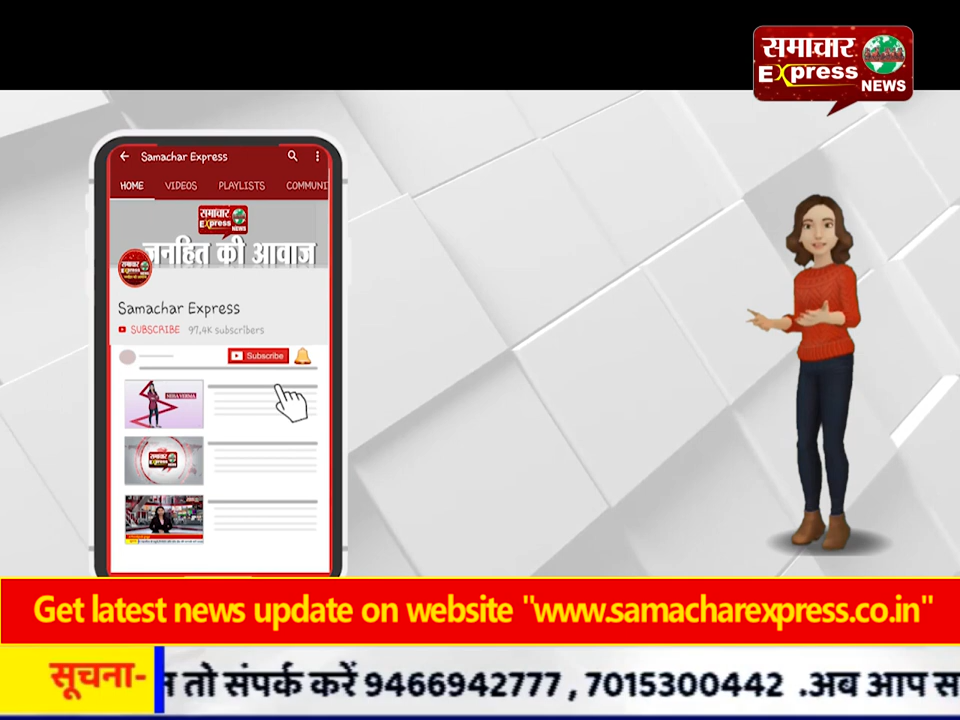 समाचार
Express
NEWS
Samachar Express
HOME VIDEOS PLAYLISTS COMMUNI
समाचार
Express
NEWS
जनहित की आवाज
Samachar Express
SUBSCRIBE 97,4K subscribers
Subscribe
Get latest news update on website "www.samacharexpress.co.in"
सूचना- तो संपर्क करें 9466942777 , 7015300442 .अब आप स